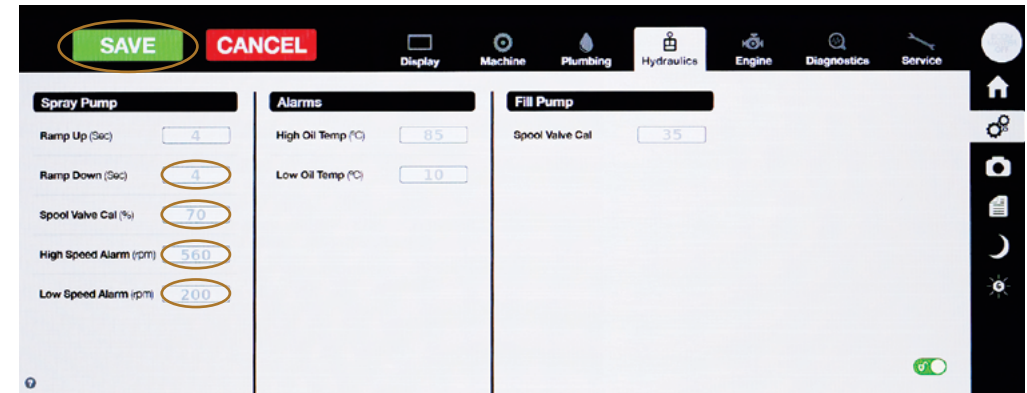 SAVE
CANCEL
Display
Machine
Plumbing
Hydraulics
Engine
Diagnostics
Service
Spray Pump
Ramp Up (Sec) 4
Ramp Down (Sec) 4
Spool Valve Cal (%) 70
High Speed Alarm (rpm) 560
Low Speed Alarm (rpm) 200
Alarms
High Oil Temp (°C) 85
Low Oil Temp (°C) 10
Fill Pump
Spool Valve Cal 35
?